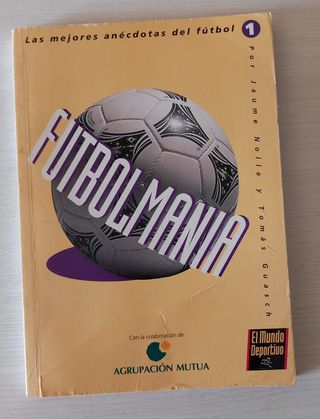 Las mejores anécdotas del fútbol 1
Por Jaume Nolla y Tomás Guasch
FUTBOLMANIA
Con la colaboración de
AGRUPACIÓN MUTUA
El Mundo
Deportivo